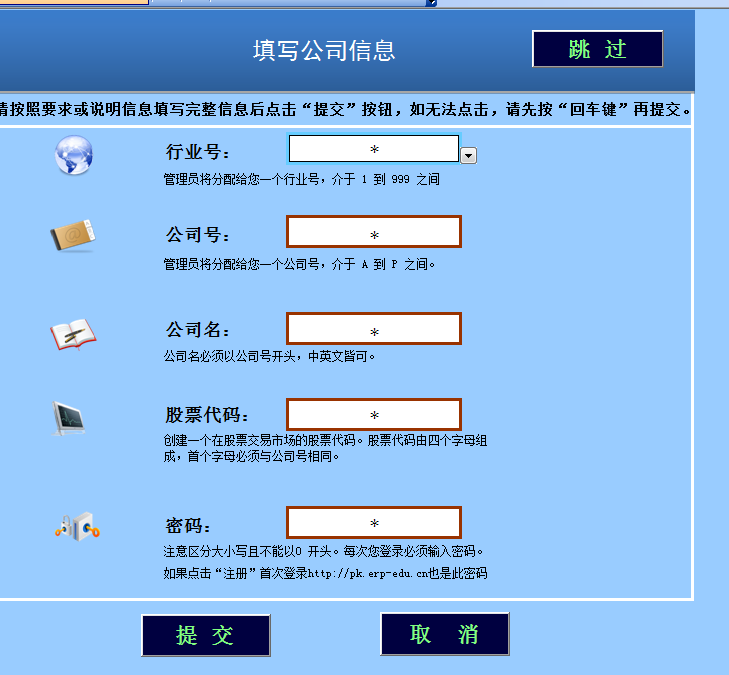 填写公司信息
跳 过
请按照要求或说明信息填写完整信息后点击“提交”按钮，如无法点击，请先按“回车键”再提交。
行业号： *
管理员将分配给您一个行业号，介于 1 到 999 之间
公司号： *
管理员将分配给您一个公司号，介于 A 到 P 之间。
公司名： *
公司名必须以公司号开头，中英文皆可。
股票代码： *
创建一个在股票交易市场的股票代码。股票代码由四个字母组
成，首个字母必须与公司号相同。
密码： *
注意区分大小写且不能以0 开头。每次您登录必须输入密码。
如果点击“注册”首次登录http://pk.erp-edu.cn也是此密码
提 交
取 消